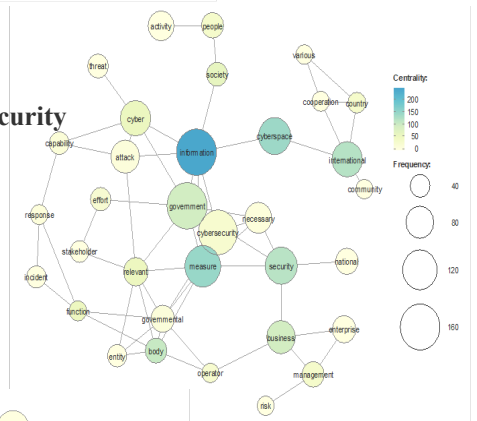 activity
people
various
threat
society
Centrality:
200
150
100
50
0
cooperation
country
curity
cyber
cyberspace
capability
attack
information
international
Frequency:
40
community
effort
government
necessary
response
cybersecurity
80
stakeholder
relevant
measure
security
national
120
incident
function
governmental
enterprise
160
entity
body
business
operator
management
risk